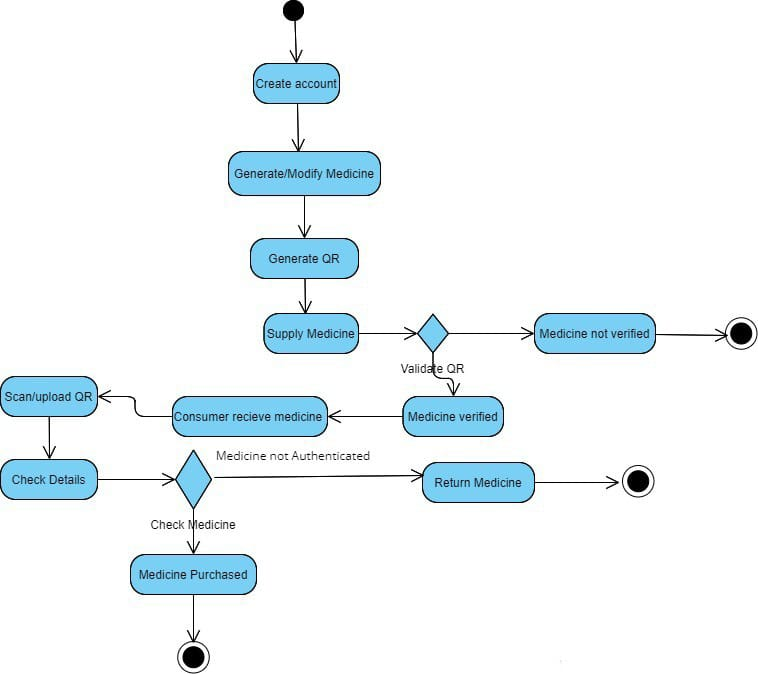 Create account
Generate/Modify Medicine
Generate QR
Supply Medicine
Medicine not verified
Validate QR
Scan/upload QR
Consumer recieve medicine
Medicine verified
Medicine not Authenticated
Check Details
Return Medicine
Check Medicine
Medicine Purchased